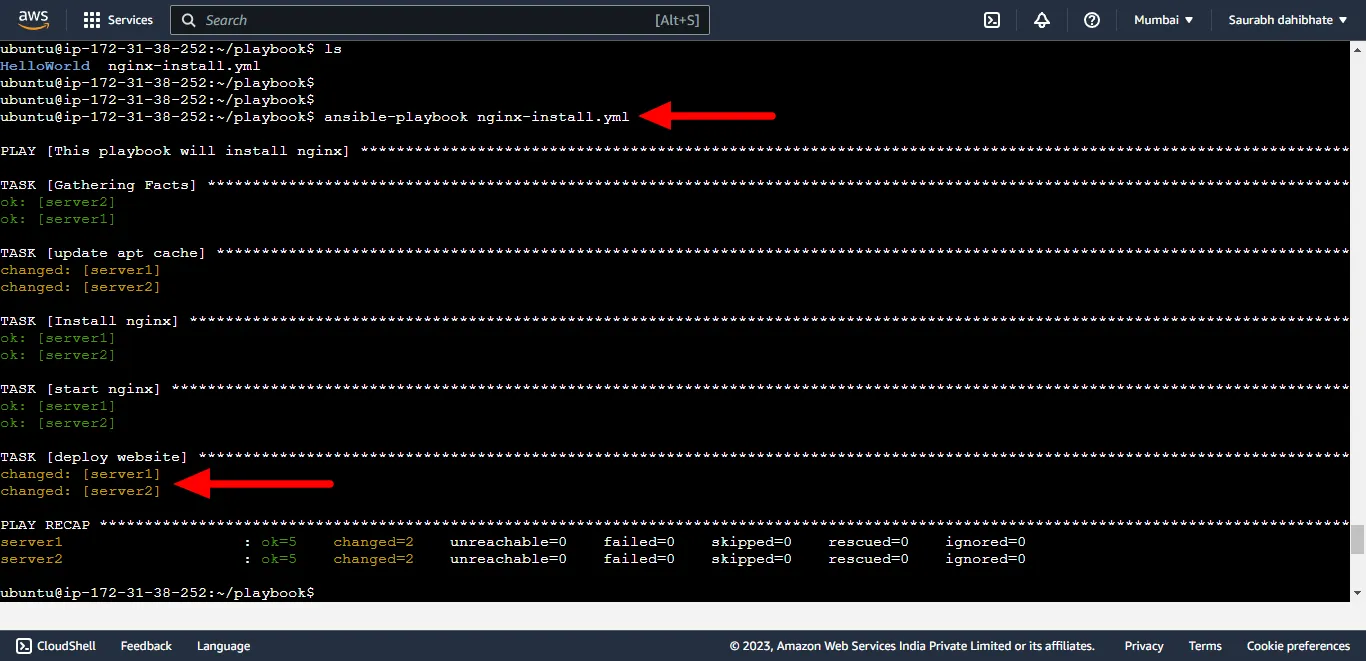 aws Services Search [Alt+S] Mumbai ▼ Saurabh dahibhate ▼
ubuntu@ip-172-31-38-252:~/playbook$ ls
HelloWorld  nginx-install.yml
ubuntu@ip-172-31-38-252:~/playbook$
ubuntu@ip-172-31-38-252:~/playbook$
ubuntu@ip-172-31-38-252:~/playbook$ ansible-playbook nginx-install.yml
PLAY [This playbook will install nginx] **************************************************************************************************************
TASK [Gathering Facts] *******************************************************************************************************************************
ok: [server2]
ok: [server1]
TASK [update apt cache] ******************************************************************************************************************************
changed: [server1]
changed: [server2]
TASK [Install nginx] *********************************************************************************************************************************
ok: [server1]
ok: [server2]
TASK [start nginx] ***********************************************************************************************************************************
ok: [server1]
ok: [server2]
TASK [deploy website] ********************************************************************************************************************************
changed: [server1]
changed: [server2]
PLAY RECAP *******************************************************************************************************************************************
server1                    : ok=5    changed=2    unreachable=0    failed=0    skipped=0    rescued=0    ignored=0
server2                    : ok=5    changed=2    unreachable=0    failed=0    skipped=0    rescued=0    ignored=0
ubuntu@ip-172-31-38-252:~/playbook$
CloudShell Feedback Language © 2023, Amazon Web Services India Private Limited or its affiliates. Privacy Terms Cookie preferences